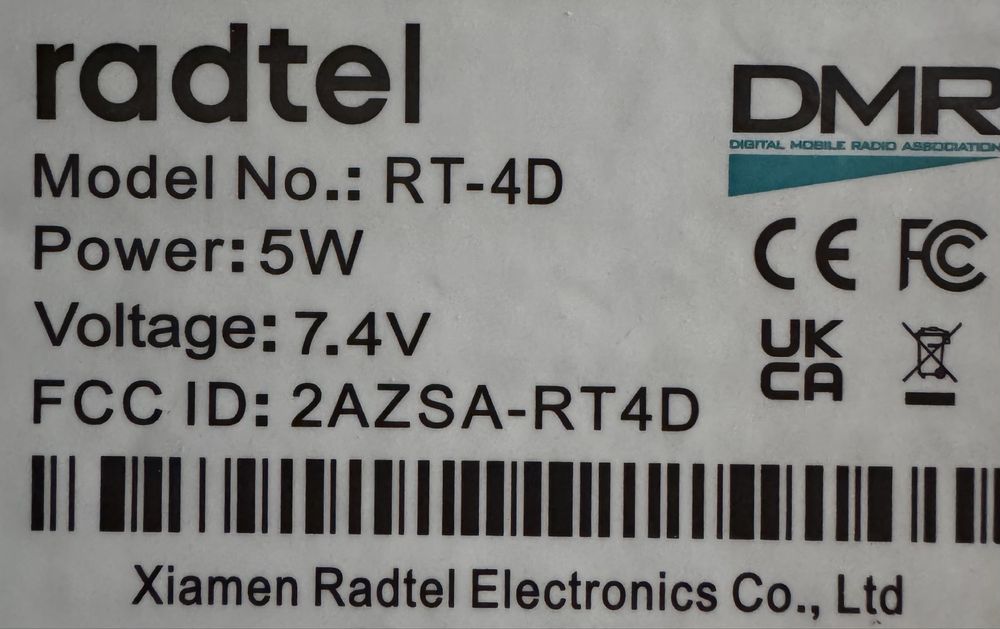 radtel
DMR
DIGITAL MOBILE RADIO ASSOCIATION
Model No.: RT-4D
Power: 5W
CE FC
Voltage: 7.4V
UK
CA
FCC ID: 2AZSA-RT4D
Xiamen Radtel Electronics Co., Ltd